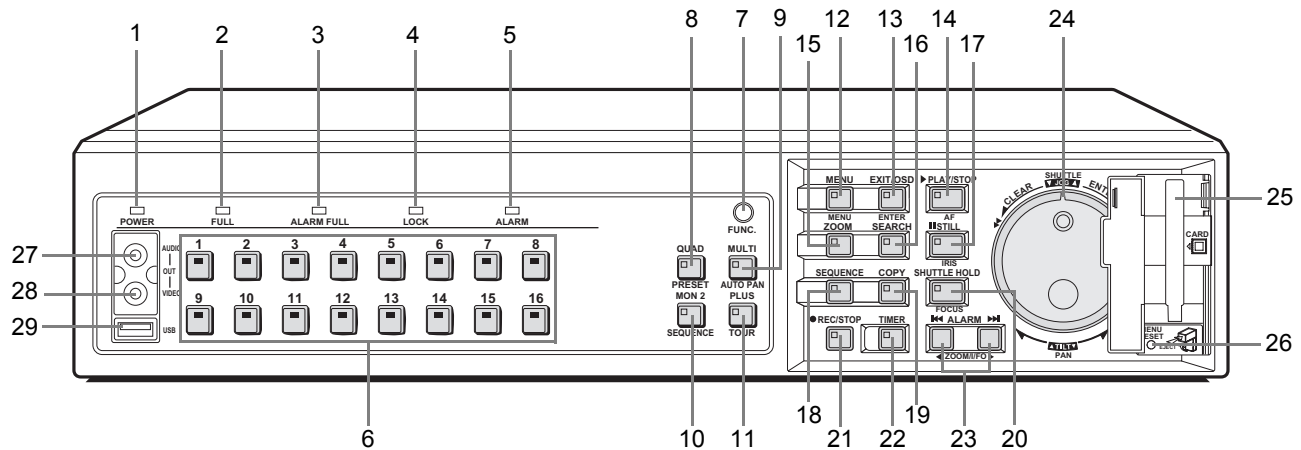 1 2 3 4 5 8 7 9 12 13 14 24
15 16 17
POWER FULL ALARM FULL LOCK ALARM
FUNC.
27
28
29
AUDIO
OUT
VIDEO
USB
1 2 3 4 5 6 7 8
9 10 11 12 13 14 15 16
QUAD MULTI
PRESET AUTO PAN
MON 2 PLUS
SEQUENCE TOUR
MENU EXIT/OSD ▶PLAY/STOP
MENU ENTER AF
ZOOM SEARCH STILL
IRIS
SEQUENCE COPY SHUTTLE HOLD
FOCUS
●REC/STOP TIMER ALARM
ZOOM/I/FO
CLEAR SHUTTLE
JOG
PAN
CARD
EJECT
25
26
6 10 11 21 18 22 19 23 20